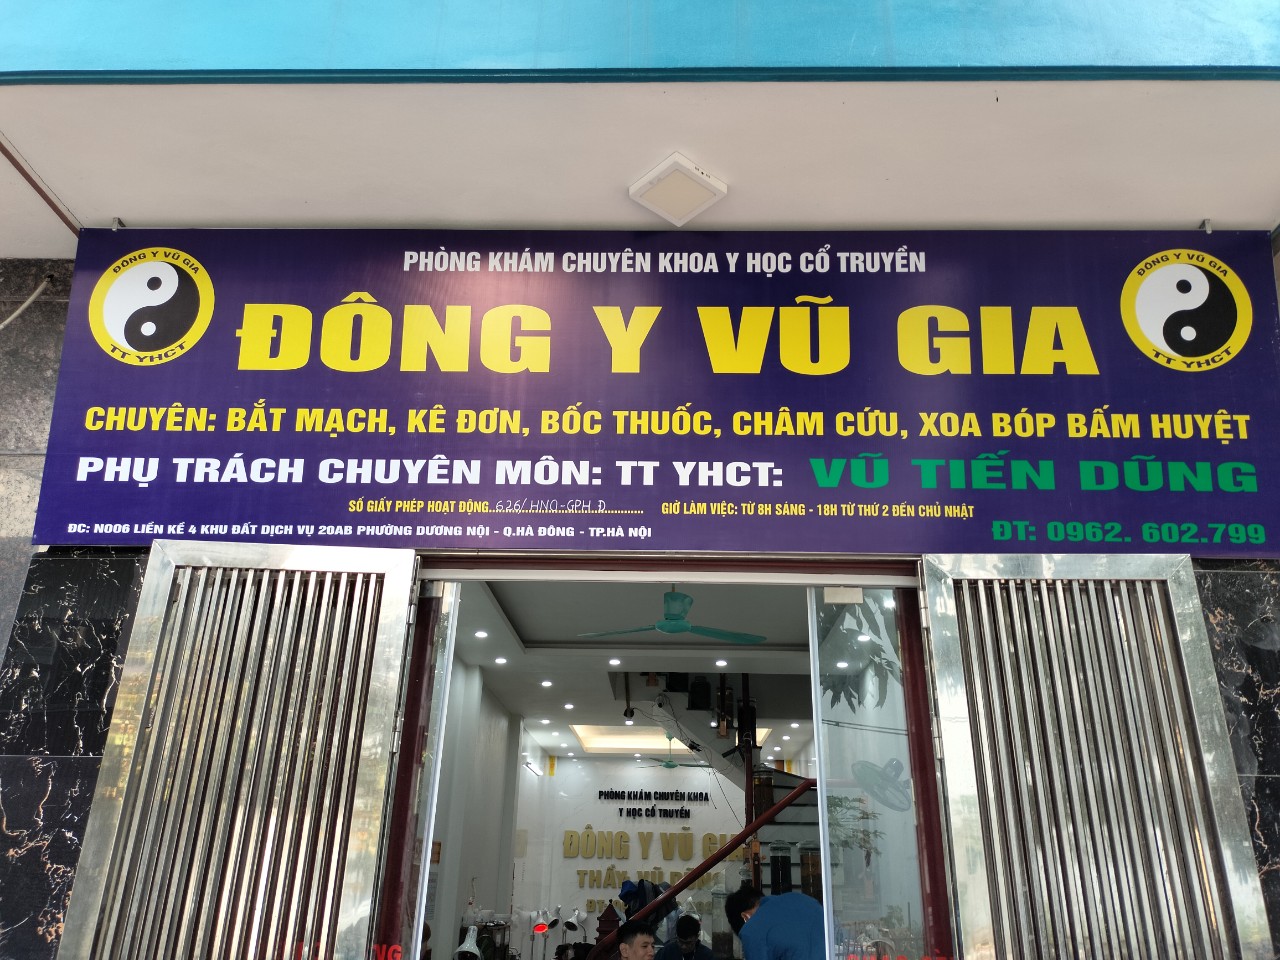 PHÒNG KHÁM CHUYÊN KHOA Y HỌC CỔ TRUYỀN
ĐÔNG Y VŨ GIA
TT YHCT
ĐÔNG Y VŨ GIA
ĐÔNG Y VŨ GIA
TT YHCT
CHUYÊN: BẮT MẠCH, KÊ ĐƠN, BỐC THUỐC, CHÂM CỨU, XOA BÓP BẤM HUYỆT
PHỤ TRÁCH CHUYÊN MÔN: TT YHCT: VŨ TIẾN DŨNG
SỐ GIẤY PHÉP HOẠT ĐỘNG 626/HNO-GPHĐ GIỜ LÀM VIỆC: TỪ 8H SÁNG - 18H TỪ THỨ 2 ĐẾN CHỦ NHẬT
ĐC: N006 LIỀN KỀ 4 KHU ĐẤT DỊCH VỤ 20AB PHƯỜNG DƯƠNG NỘI - Q.HÀ ĐÔNG - TP.HÀ NỘI
ĐT: 0962. 602.799
PHÒNG KHÁM CHUYÊN KHOA
Y HỌC CỔ TRUYỀN
ĐÔNG Y VŨ GIA
THẦY VŨ DŨNG